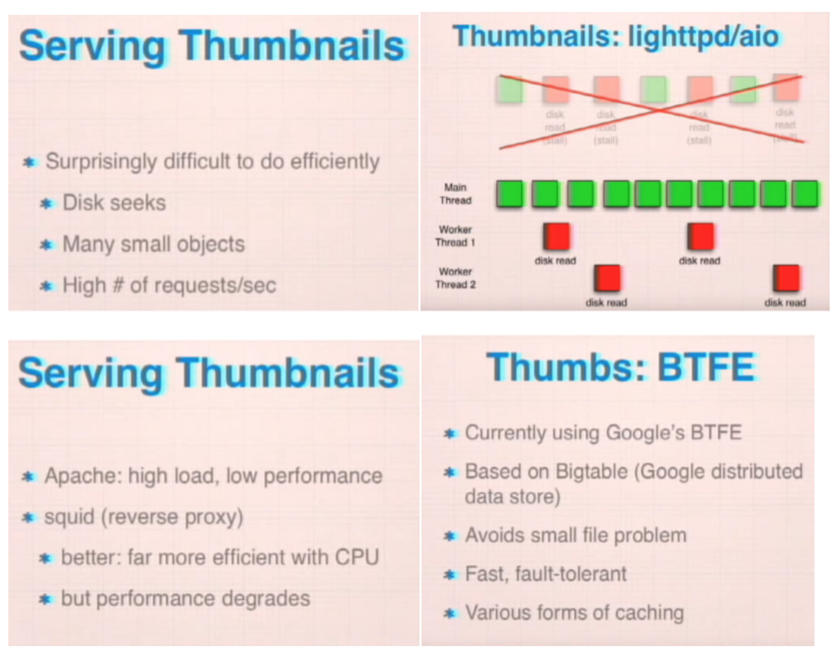 Serving Thumbnails
* Surprisingly difficult to do efficiently
* Disk seeks
* Many small objects
* High # of requests/sec
Thumbnails: lighttpd/aio
disk
read
(stall)
disk
read
(stall)
disk
read
(stall)
disk
read
Main
Thread
Worker
Thread 1
disk read
disk read
Worker
Thread 2
disk read
disk read
Serving Thumbnails
* Apache: high load, low performance
* squid (reverse proxy)
* better: far more efficient with CPU
* but performance degrades
Thumbs: BTFE
* Currently using Google's BTFE
* Based on Bigtable (Google distributed
data store)
* Avoids small file problem
* Fast, fault-tolerant
* Various forms of caching